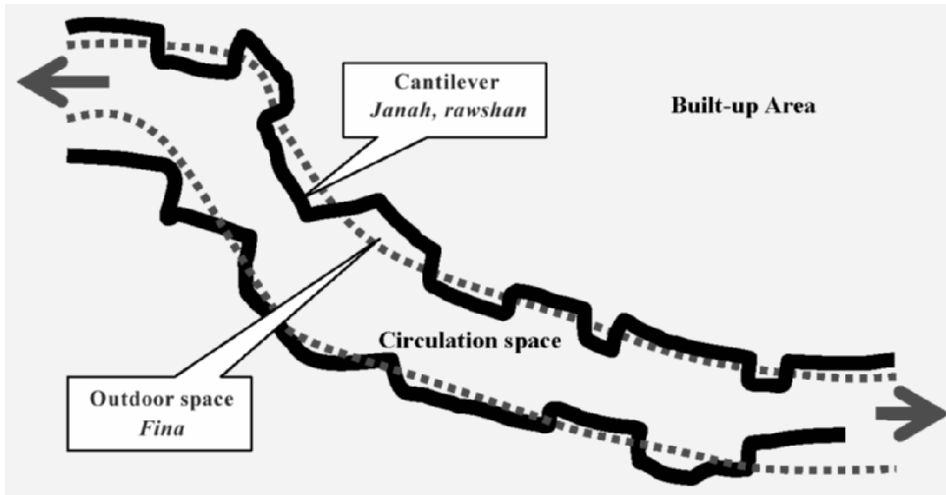 Cantilever
Janah, rawshan
Built-up Area
Circulation space
Outdoor space
Fina